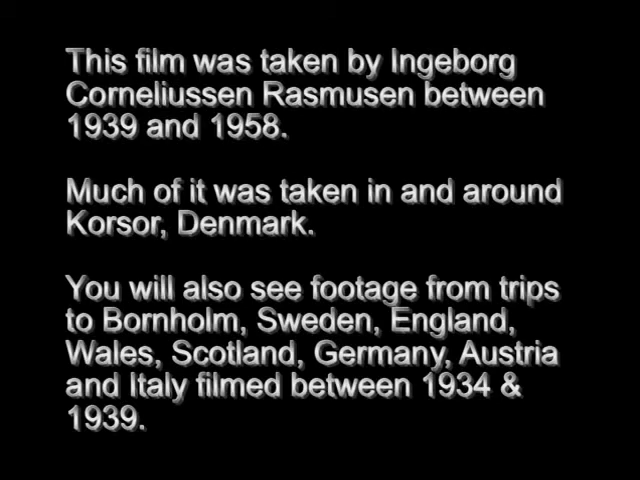 This film was taken by Ingeborg
Corneliussen Rasmusen between
1939 and 1958.
Much of it was taken in and around
Korsor, Denmark.
You will also see footage from trips
to Bornholm, Sweden, England,
Wales, Scotland, Germany, Austria
and Italy filmed between 1934 &
1939.